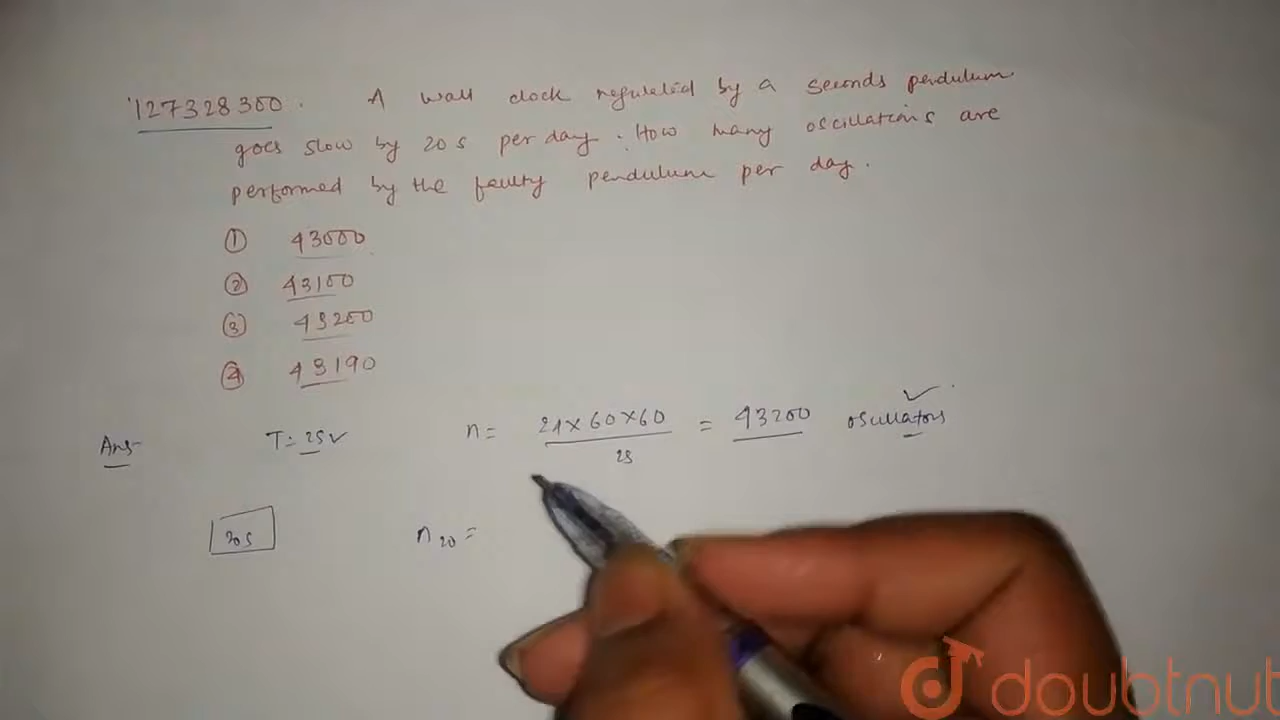 127328300. A wall clock regulated by a seconds pendulum
goes slow by 20 s per day. How many oscillations are
performed by the faulty pendulum per day.
① 43000
② 43100
③ 43200
④ 43190
Ans- T = 2s✓ n = 24×60×60 / 2s = 43200 oscillators ✓
20s n20 =
doubtnut